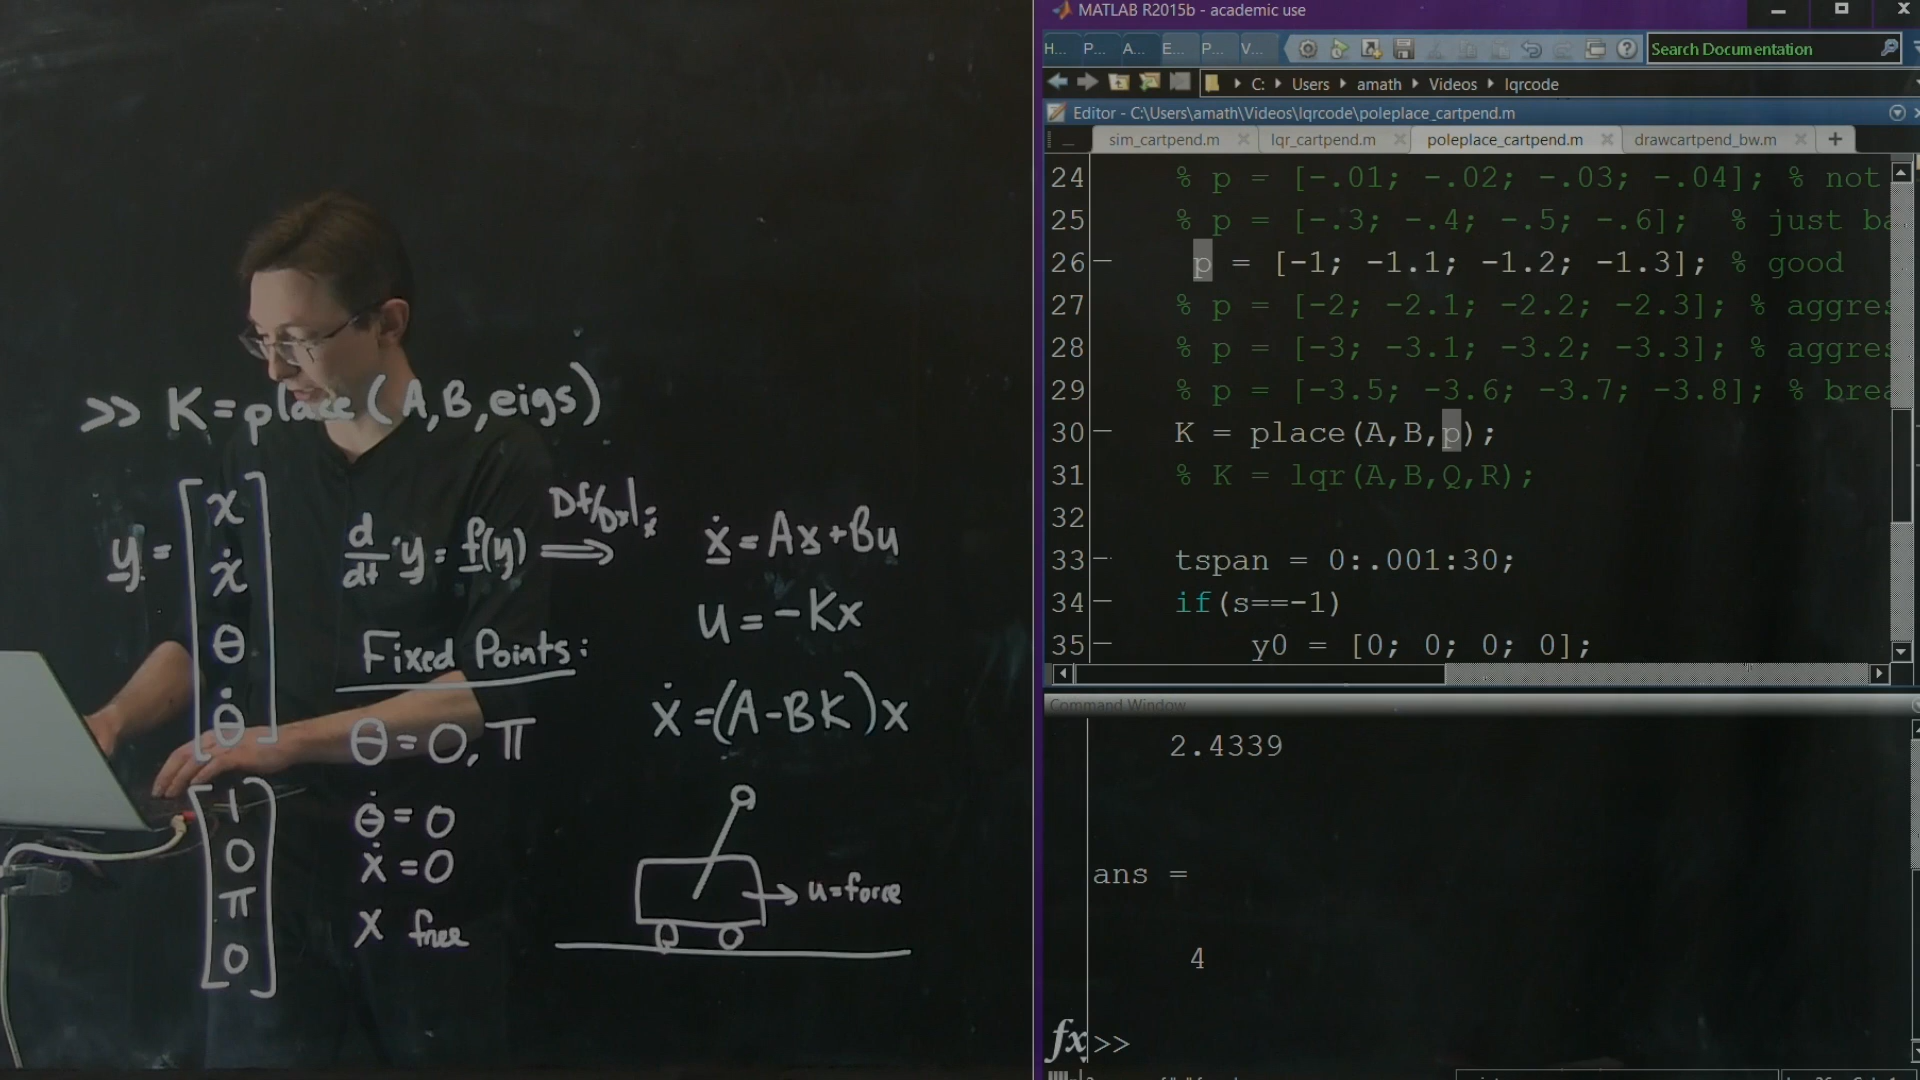 >> K=place(A,B,eigs)
y = [x ẋ θ θ̇]
d/dt y = f(y) ⟹
ẋ = Ax+Bu
u = -Kx
ẋ = (A-BK)x
Fixed Points:
θ = 0, π
θ̇ = 0
ẋ = 0
x free
[1 0 π 0]
u=force
MATLAB R2015b - academic use
H... P... A... E... P... V...
Search Documentation
C: Users amath Videos lqrcode
Editor - C:\Users\amath\Videos\lqrcode\poleplace_cartpend.m
sim_cartpend.m lqr_cartpend.m poleplace_cartpend.m drawcartpend_bw.m +
24 % p = [-.01; -.02; -.03; -.04]; % not
25 % p = [-.3; -.4; -.5; -.6]; % just ba
26 p = [-1; -1.1; -1.2; -1.3]; % good
27 % p = [-2; -2.1; -2.2; -2.3]; % aggres
28 % p = [-3; -3.1; -3.2; -3.3]; % aggres
29 % p = [-3.5; -3.6; -3.7; -3.8]; % brea
30 K = place(A,B,p);
31 % K = lqr(A,B,Q,R);
32
33 tspan = 0:.001:30;
34 if(s==-1)
35 y0 = [0; 0; 0; 0];
Command Window
2.4339
ans =
4
fx >>